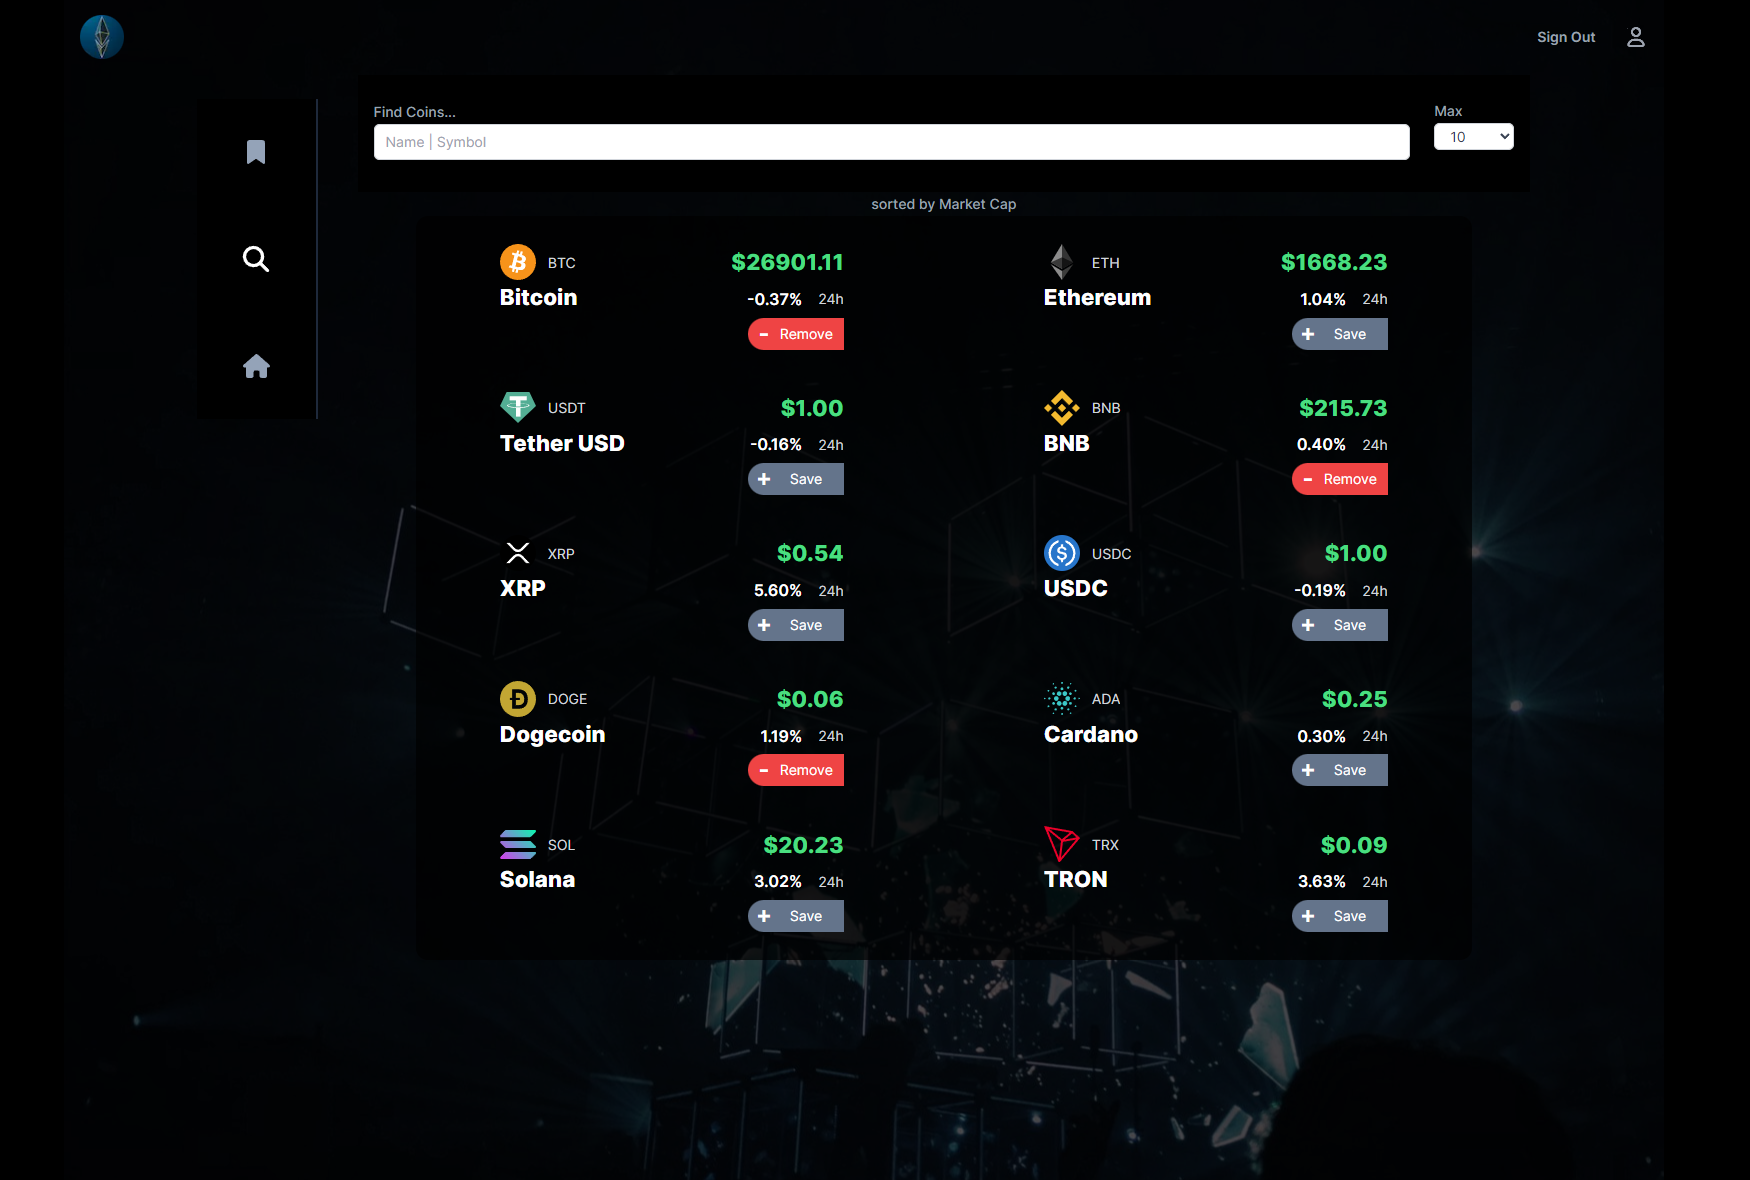 Sign Out
Find Coins...
Name | Symbol
Max
10
sorted by Market Cap
BTC
$26901.11
Bitcoin
-0.37% 24h
- Remove
ETH
$1668.23
Ethereum
1.04% 24h
+ Save
USDT
$1.00
Tether USD
-0.16% 24h
+ Save
BNB
$215.73
BNB
0.40% 24h
- Remove
XRP
$0.54
XRP
5.60% 24h
+ Save
USDC
$1.00
USDC
-0.19% 24h
+ Save
DOGE
$0.06
Dogecoin
1.19% 24h
- Remove
ADA
$0.25
Cardano
0.30% 24h
+ Save
SOL
$20.23
Solana
3.02% 24h
+ Save
TRX
$0.09
TRON
3.63% 24h
+ Save